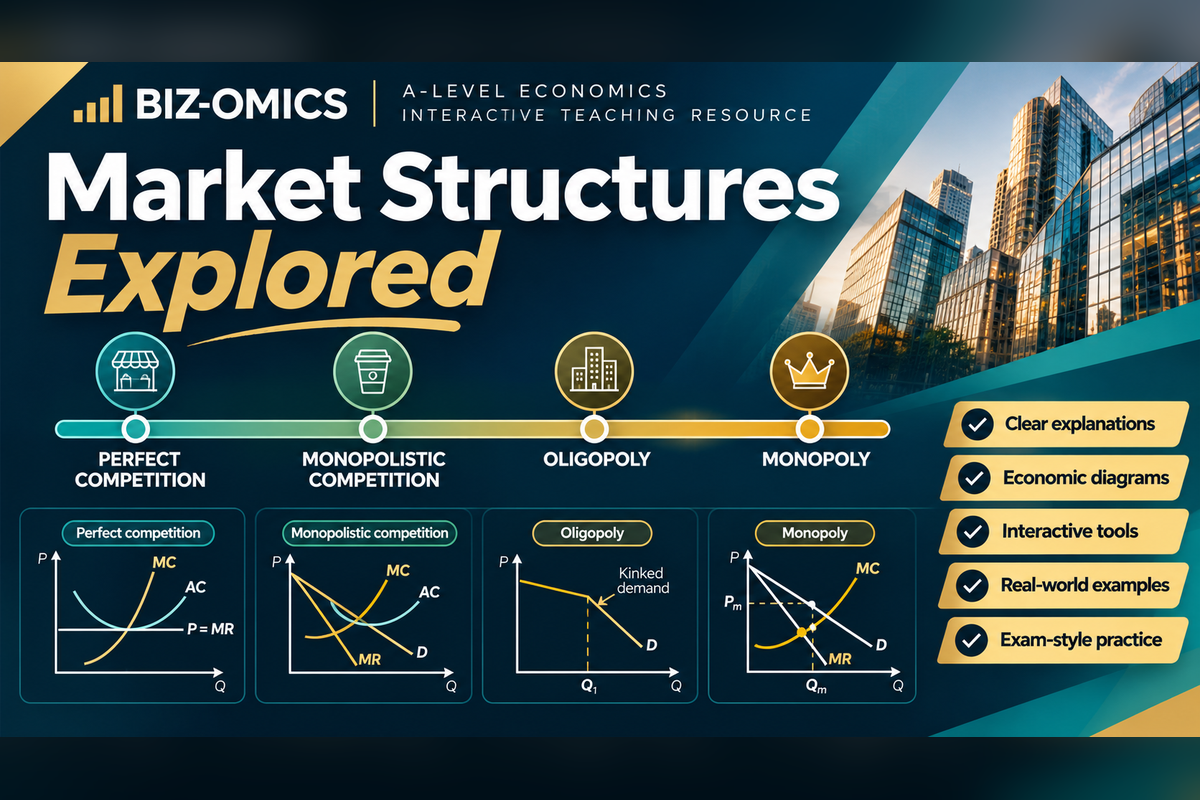 BIZ-OMICS
A-LEVEL ECONOMICS
INTERACTIVE TEACHING RESOURCE
Market Structures
Explored
PERFECT
COMPETITION
MONOPOLISTIC
COMPETITION
OLIGOPOLY
MONOPOLY
Perfect competition
P
MC
AC
P = MR
Q
Monopolistic competition
P
MC
AC
D
MR
Q
Oligopoly
P
Kinked
demand
D
Q₁
Q
Monopoly
P
MC
Pₘ
D
MR
Qₘ
Q
Clear explanations
Economic diagrams
Interactive tools
Real-world examples
Exam-style practice